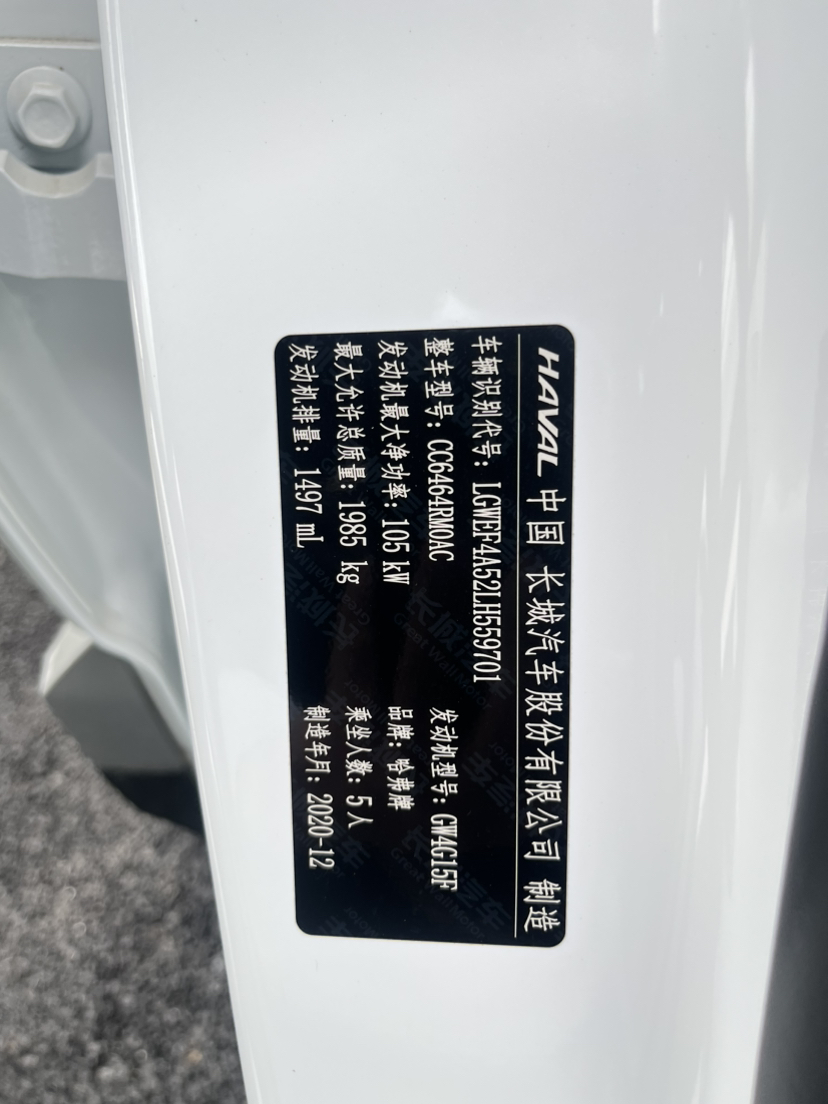 HAVAL 中国 长城汽车股份有限公司 制造
车辆识别代号: LGWEF4A52LH559701
整车型号: CC6464RM0AC 发动机型号: GW4G15F
发动机最大净功率: 105 kW 品牌: 哈弗牌
最大允许总质量: 1985 kg 乘坐人数: 5 人
发动机排量: 1497 mL 制造年月: 2020-12